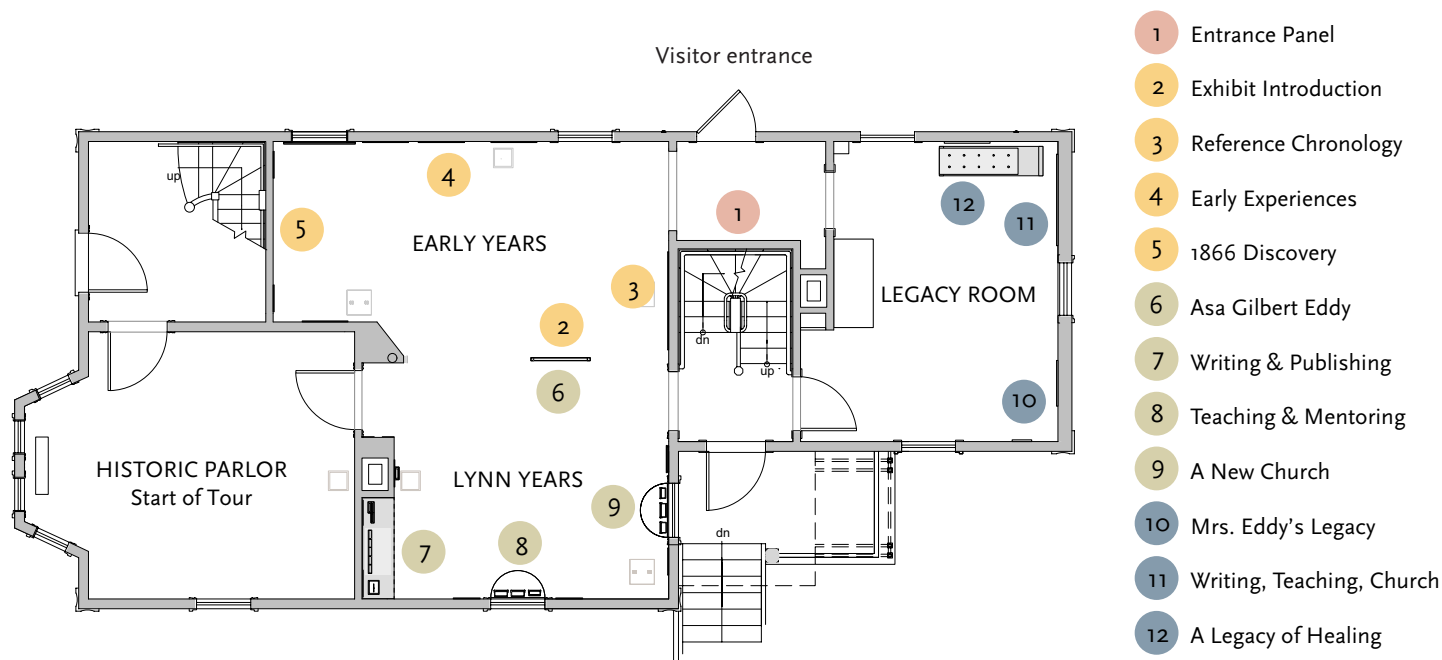 Visitor entrance
up
4
5
EARLY YEARS
3
2
6
1
dn
up
12
11
LEGACY ROOM
10
HISTORIC PARLOR
Start of Tour
LYNN YEARS
9
7
8
dn
1 Entrance Panel
2 Exhibit Introduction
3 Reference Chronology
4 Early Experiences
5 1866 Discovery
6 Asa Gilbert Eddy
7 Writing & Publishing
8 Teaching & Mentoring
9 A New Church
10 Mrs. Eddy’s Legacy
11 Writing, Teaching, Church
12 A Legacy of Healing